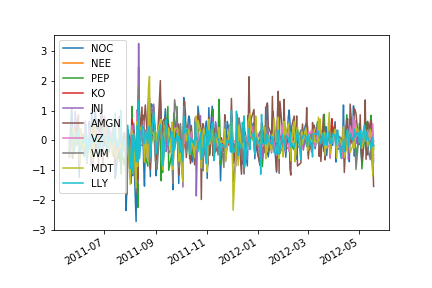 3
2
1
0
−1
−2
−3
NOC
NEE
PEP
KO
JNJ
AMGN
VZ
WM
MDT
LLY
2011-07
2011-09
2011-11
2012-01
2012-03
2012-05